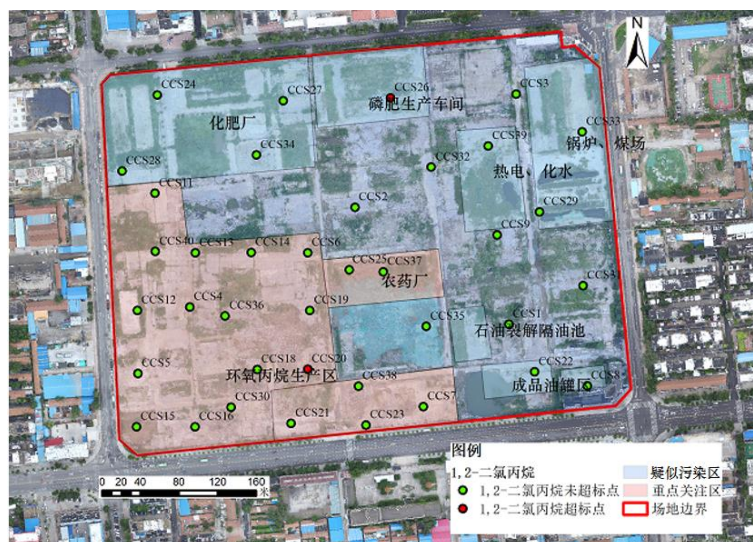 N
CCS24
CCS27
CCS26
磷肥生产车间
CCS3
化肥厂
CCS33
锅炉、煤场
CCS34
CCS39
CCS28
CCS32
热电、化水
CCS11
CCS2
CCS29
CCS9
CCS40
CCS13
CCS14
CCS6
CCS25
CCS37
农药厂
CCS31
CCS12
CCS4
CCS36
CCS19
CCS35
CCS1
石油裂解隔油池
CCS5
CCS18
CCS20
环氧丙烷生产区
CCS22
成品油罐区
CCS8
CCS38
CCS30
CCS7
CCS15
CCS16
CCS21
CCS23
0 20 40 80 120 160
米
图例
1,2-二氯丙烷
1,2-二氯丙烷未超标点
1,2-二氯丙烷超标点
疑似污染区
重点关注区
场地边界